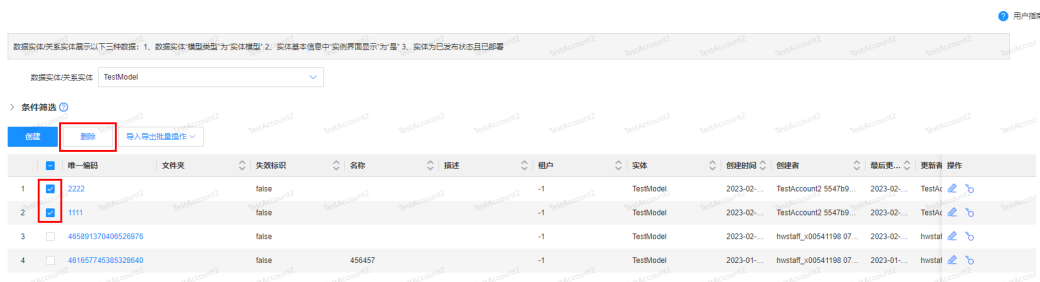 用户指南
数据实体/关系实体展示以下三种数据：1、数据实体“模型类型”为“实体模型” 2、实体基本信息中“实例界面显示”为“是” 3、实体为已发布状态且已部署
数据实体/关系实体 TestModel
条件筛选
创建 删除 导入导出批量操作
唯一编码 文件夹 失效标识 名称 描述 租户 实体 创建时间 创建者 最后更... 更新者 操作
1 2222 false -1 TestModel 2023-02-... TestAccount2 5547b9... 2023-02-... TestAc
2 1111 false -1 TestModel 2023-02-... TestAccount2 5547b9... 2023-02-... TestAc
3 465891370406526976 false -1 TestModel 2023-02-... hwstaff_x00541198 07... 2023-02-... hwstaf
4 461657745385328640 false 456457 -1 TestModel 2023-01-... hwstaff_x00541198 07... 2023-01-... hwstaf